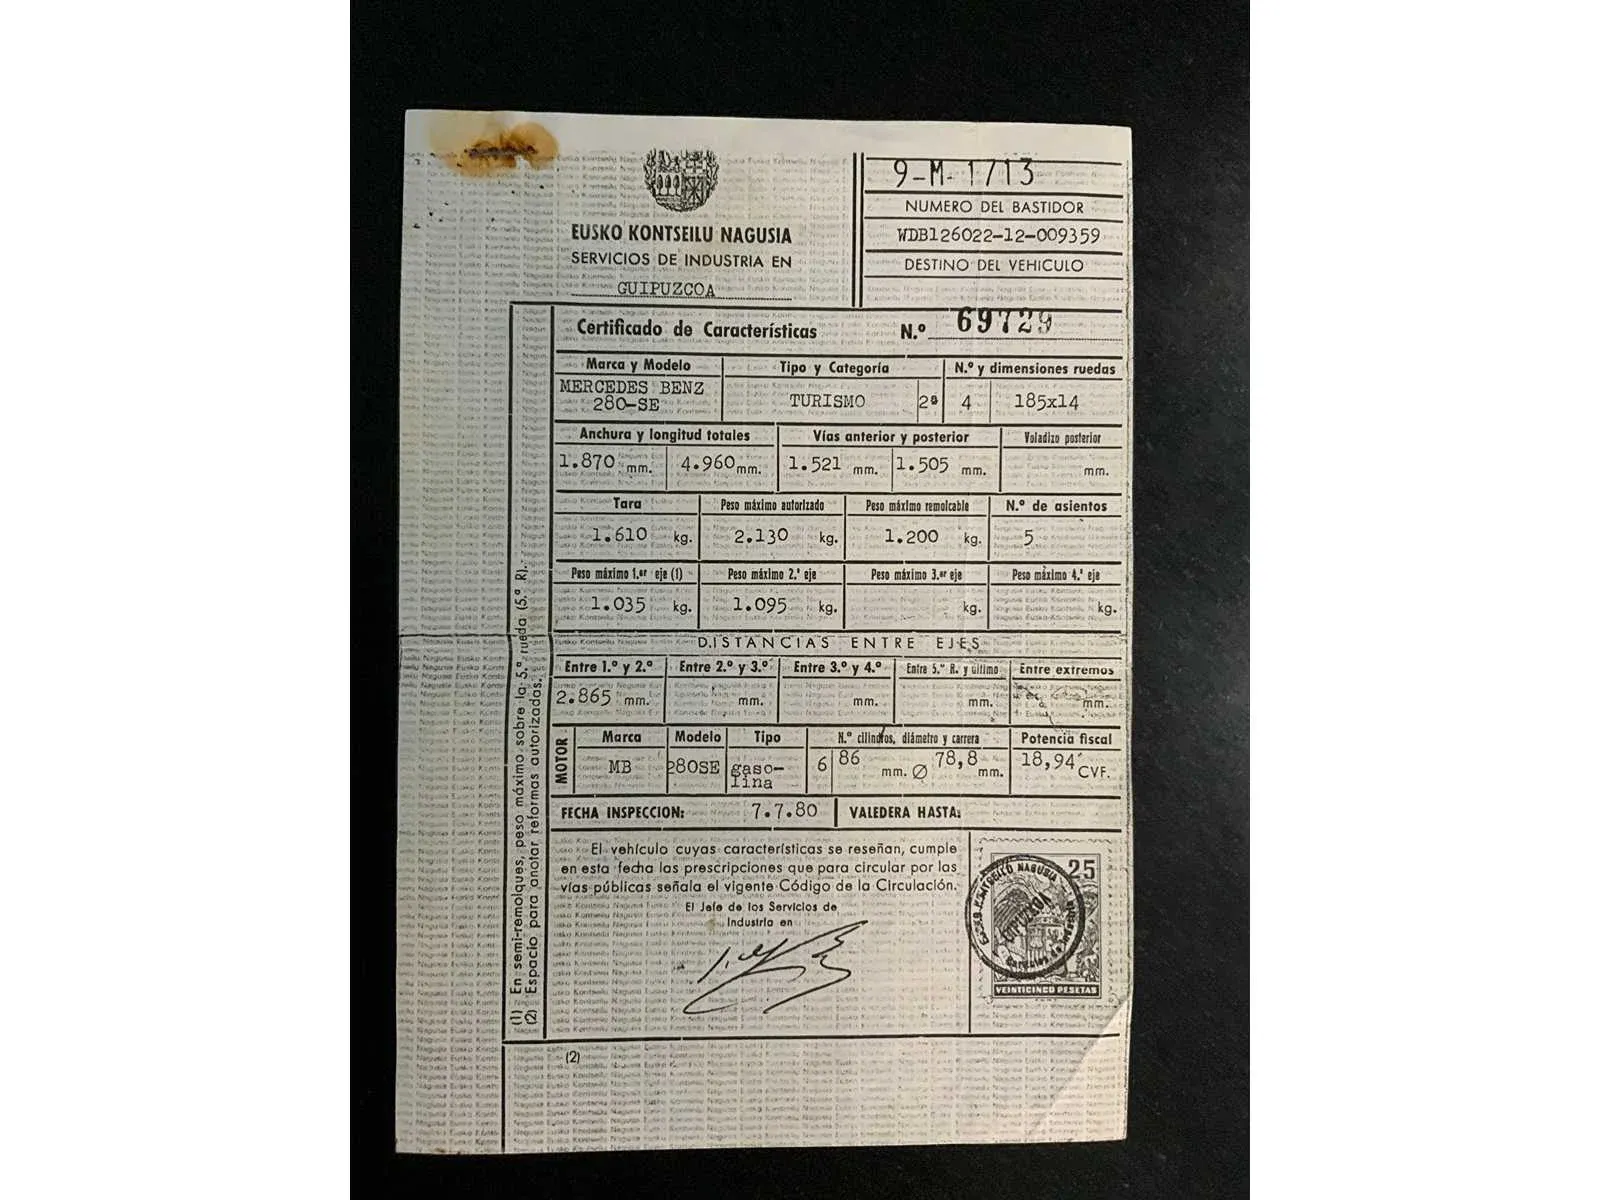 9-M-1713
NUMERO DEL BASTIDOR
WDB126022-12-009359
DESTINO DEL VEHICULO
EUSKO KONTSEILU NAGUSIA
SERVICIOS DE INDUSTRIA EN
GUIPUZCOA
Certificado de Características N.º 69729
Marca y Modelo Tipo y Categoría N.º y dimensiones ruedas
MERCEDES BENZ
280-SE TURISMO 2ª 4 185x14
Anchura y longitud totales Vías anterior y posterior Voladizo posterior
1.870 mm. 4.960 mm. 1.521 mm. 1.505 mm. mm.
Tara Peso máximo autorizado Peso máximo remolcable N.º de asientos
1.610 kg. 2.130 kg. 1.200 kg. 5
Peso máximo 1.er eje (1) Peso máximo 2.º eje Peso máximo 3.er eje Peso máximo 4.º eje
1.035 kg. 1.095 kg. kg. kg.
DISTANCIAS ENTRE EJES
Entre 1.º y 2.º Entre 2.º y 3.º Entre 3.º y 4.º Entre 5.ª R. y último Entre extremos
2.865 mm. mm. mm. mm. mm.
MOTOR
Marca Modelo Tipo N.º cilindros, diámetro y carrera Potencia fiscal
MB 280SE gaso-
lina 6 86 mm. Ø 78,8 mm. 18,94 CVF.
FECHA INSPECCION: 7.7.80 VALEDERA HASTA:
El vehículo cuyas características se reseñan, cumple
en esta fecha las prescripciones que para circular por las
vías públicas señala el vigente Código de la Circulación.
El Jefe de los Servicios de
Industria en
25
KONTSEILU NAGUSIA
GUIPUZCOA
VEINTICINCO PESETAS
(1) En semi-remolques, peso máximo sobre la 5.ª rueda (5.ª R).
(2) Espacio para anotar reformas autorizadas.
(2)